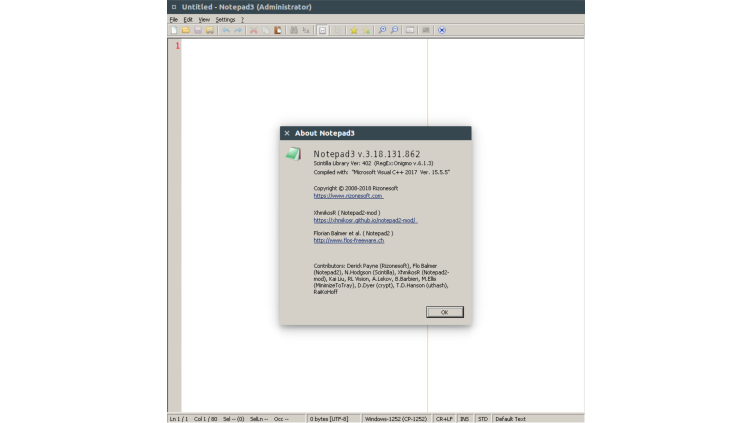 Untitled - Notepad3 (Administrator)
File Edit View Settings ?
1
About Notepad3
Notepad3 v.3.18.131.862
Scintilla Library Ver: 402 (RegEx:Onigmo v.6.1.3)
Compiled with: "Microsoft Visual C++ 2017 Ver. 15.5.5"
Copyright © 2008-2018 Rizonesoft
https://www.rizonesoft.com
XhmikosR ( Notepad2-mod )
https://xhmikosr.github.io/notepad2-mod/
Florian Balmer et al. ( Notepad2 )
http://www.flos-freeware.ch
Contributors: Derick Payne (Rizonesoft), Flo Balmer
(Notepad2), N.Hodgson (Scintilla), XhmikosR (Notepad2-
mod), Kai Liu, RL Vision, A.Lekov, B.Barbieri, M.Ellis
(MinimizeToTray), D.Dyer (crypt), T.D.Hanson (uthash),
RaiKoHoff
OK
Ln 1 / 1 Col 1 / 80 Sel -- (0) SelLn -- Occ -- 0 bytes [UTF-8] Windows-1252 (CP-1252) CR+LF INS STD Default Text